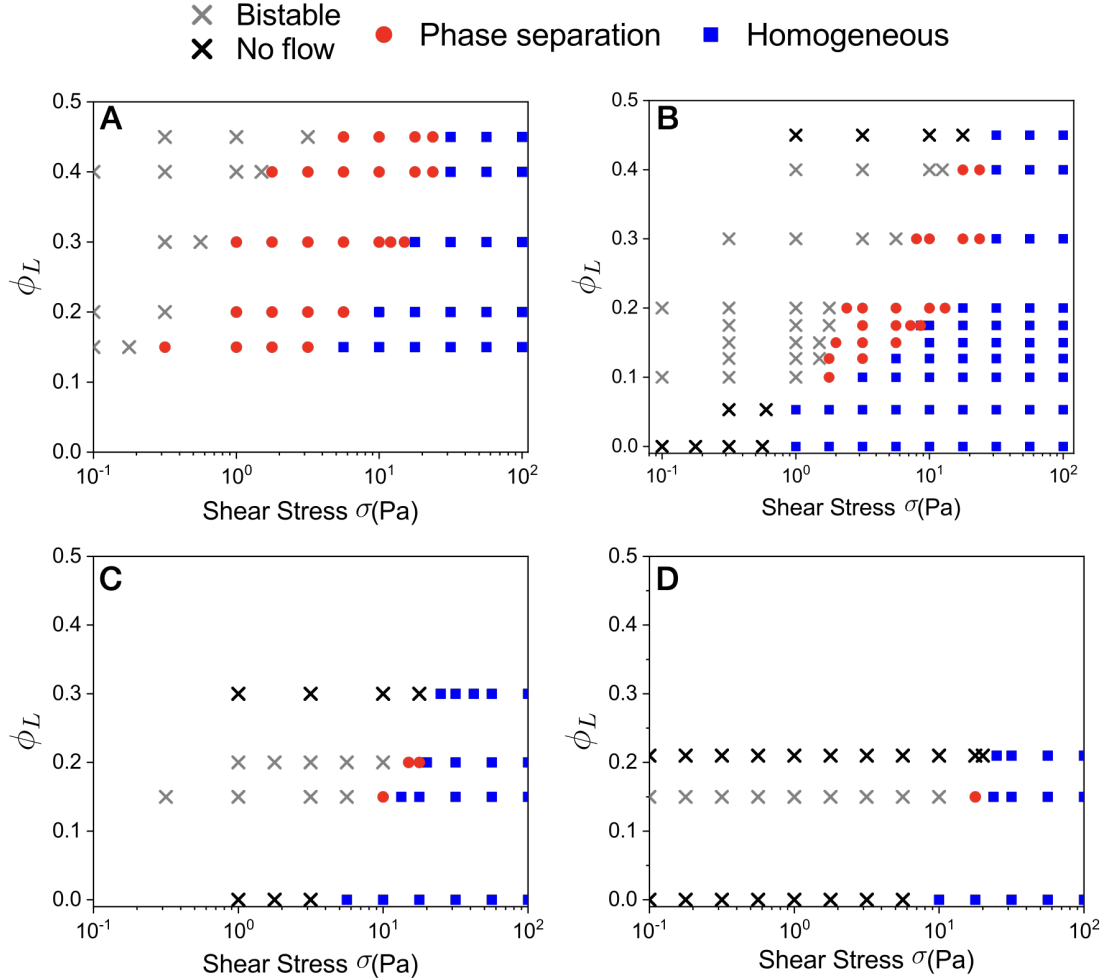 Bistable
No flow
Phase separation
Homogeneous
A
0.5
0.4
0.3
0.2
0.1
0.0
ϕ_L
10⁻¹ 10⁰ 10¹ 10²
Shear Stress σ(Pa)
B
0.5
0.4
0.3
0.2
0.1
0.0
ϕ_L
10⁻¹ 10⁰ 10¹ 10²
Shear Stress σ(Pa)
C
0.5
0.4
0.3
0.2
0.1
0.0
ϕ_L
10⁻¹ 10⁰ 10¹ 10²
Shear Stress σ(Pa)
D
0.5
0.4
0.3
0.2
0.1
0.0
ϕ_L
10⁻¹ 10⁰ 10¹ 10²
Shear Stress σ(Pa)